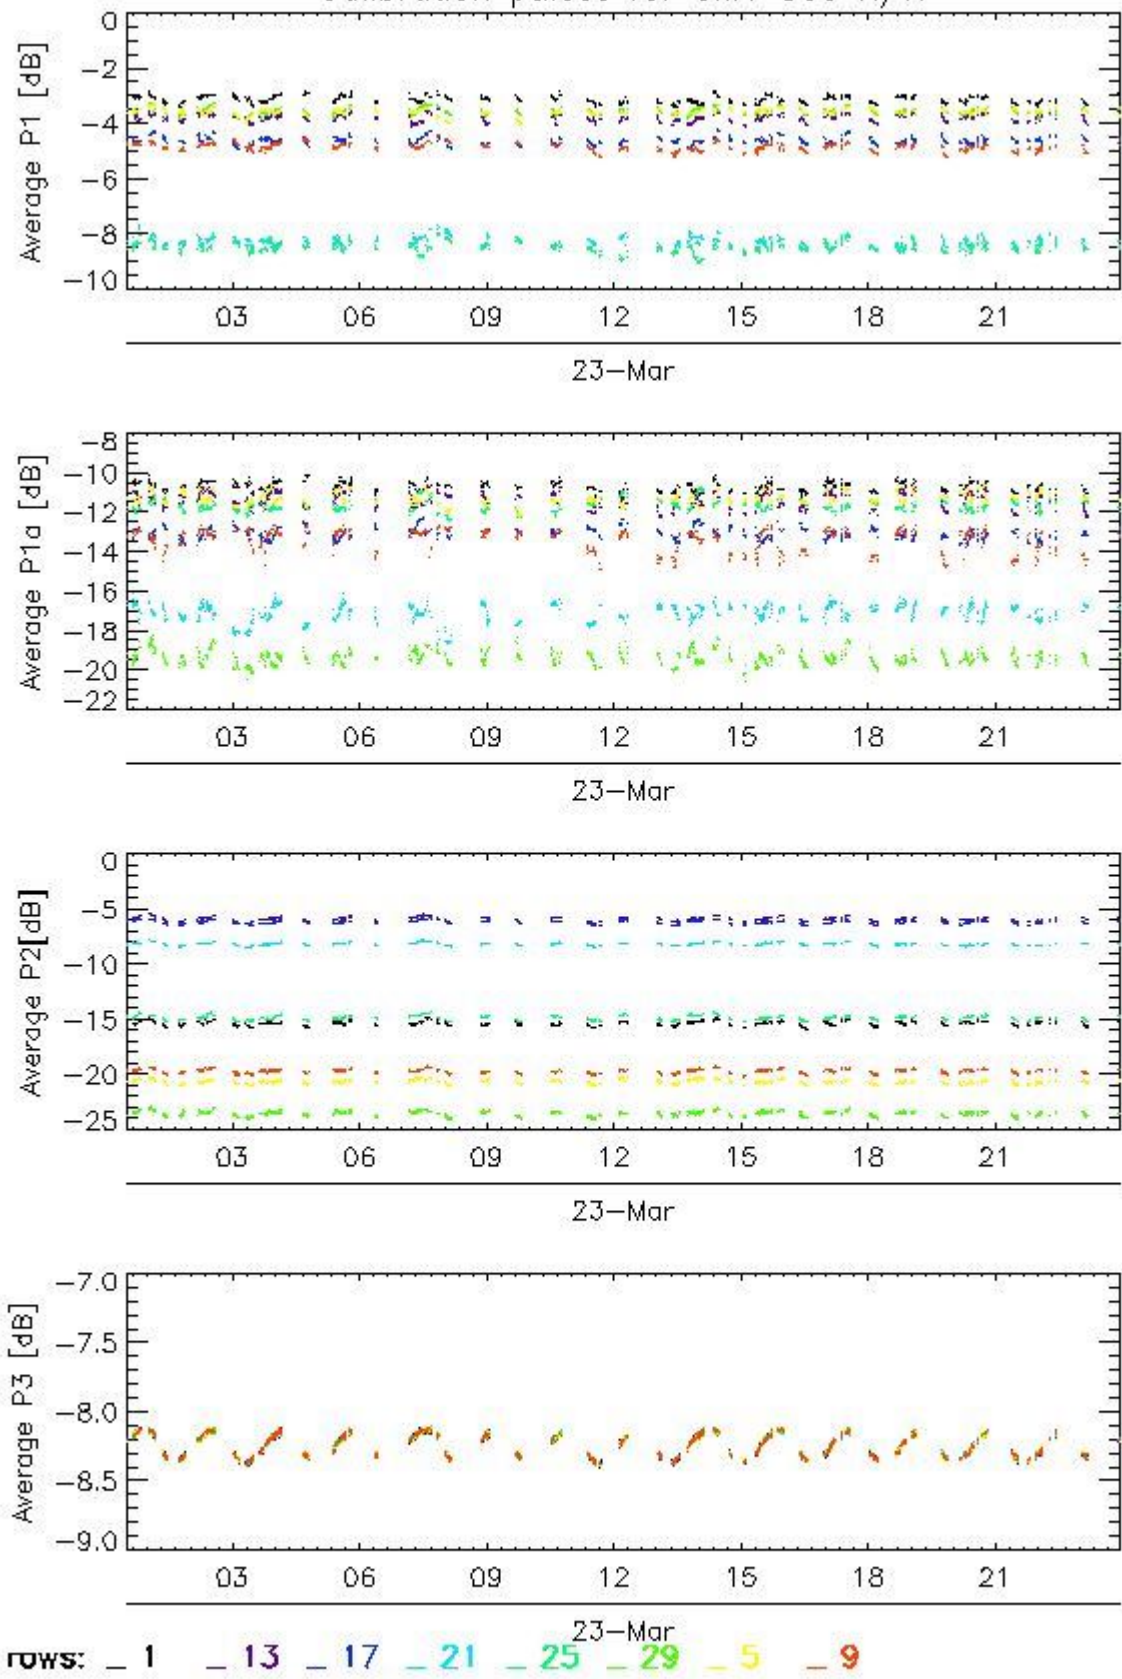 Average P1 [dB]
0
−2
−4
−6
−8
−10
03 06 09 12 15 18 21
23−Mar
Average P1a [dB]
−8
−10
−12
−14
−16
−18
−20
−22
03 06 09 12 15 18 21
23−Mar
Average P2[dB]
0
−5
−10
−15
−20
−25
03 06 09 12 15 18 21
23−Mar
Average P3 [dB]
−7.0
−7.5
−8.0
−8.5
−9.0
03 06 09 12 15 18 21
23−Mar
rows: _ 1 _ 13 _ 17 _ 21 _ 25 _ 29 _ 5 _ 9